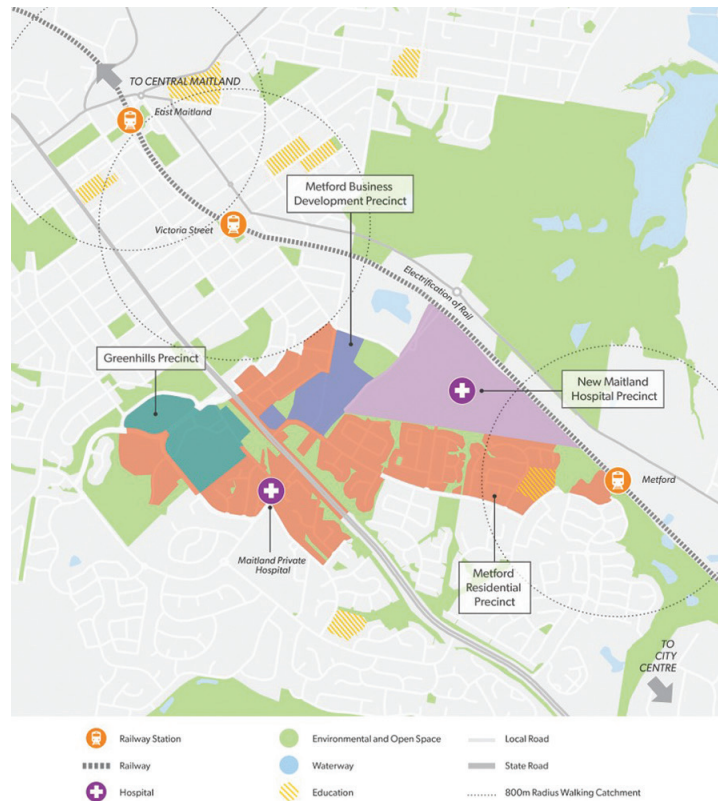 TO CENTRAL MAITLAND
East Maitland
Metford Business
Development Precinct
Victoria Street
Electrification of Rail
Greenhills Precinct
New Maitland
Hospital Precinct
Metford
Maitland Private
Hospital
Metford
Residential
Precinct
TO
CITY
CENTRE
Railway Station
Environmental and Open Space
Local Road
Railway
Waterway
State Road
Hospital
Education
800m Radius Walking Catchment